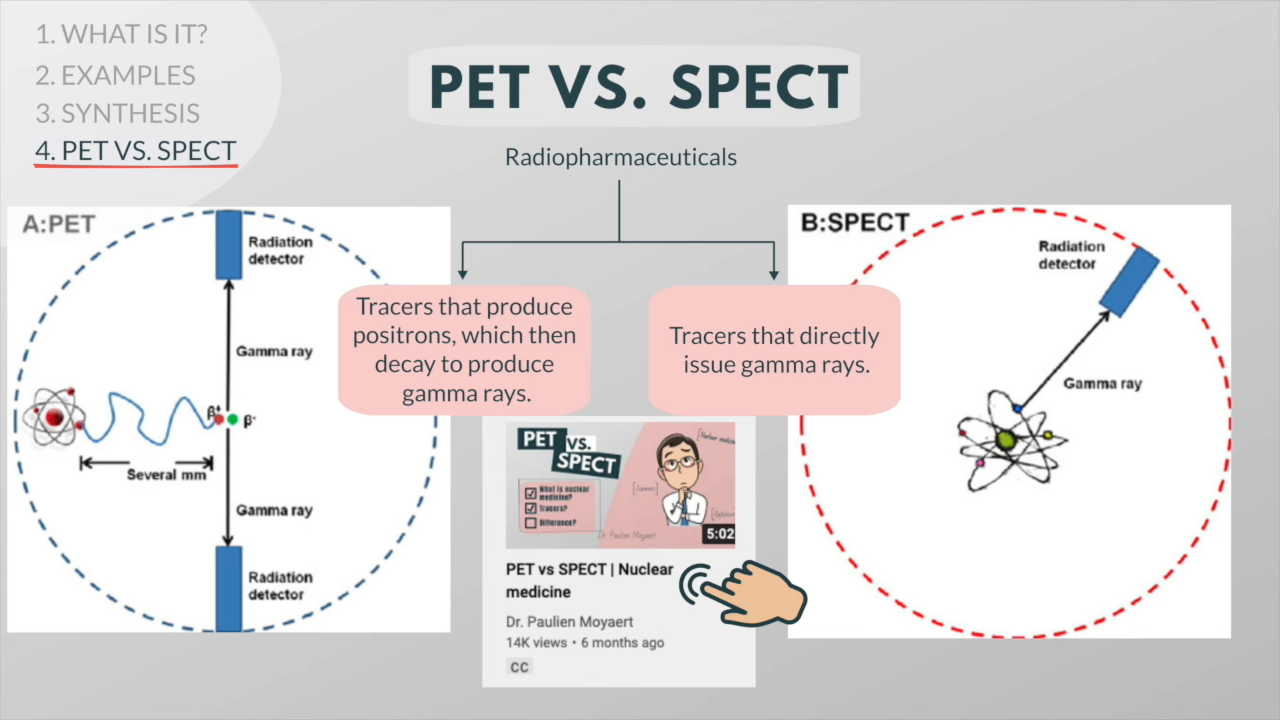 1. WHAT IS IT?
2. EXAMPLES
3. SYNTHESIS
4. PET VS. SPECT
PET VS. SPECT
Radiopharmaceuticals
A:PET
Radiation
detector
Gamma ray
β+
β-
Several mm
Gamma ray
Radiation
detector
Tracers that produce
positrons, which then
decay to produce
gamma rays.
Tracers that directly
issue gamma rays.
B:SPECT
Radiation
detector
Gamma ray
PET
VS.
SPECT
What is nuclear
medicine?
Tracers?
Difference?
Dr. Paulien Moyaert
5:02
PET vs SPECT | Nuclear
medicine
Dr. Paulien Moyaert
14K views • 6 months ago
CC